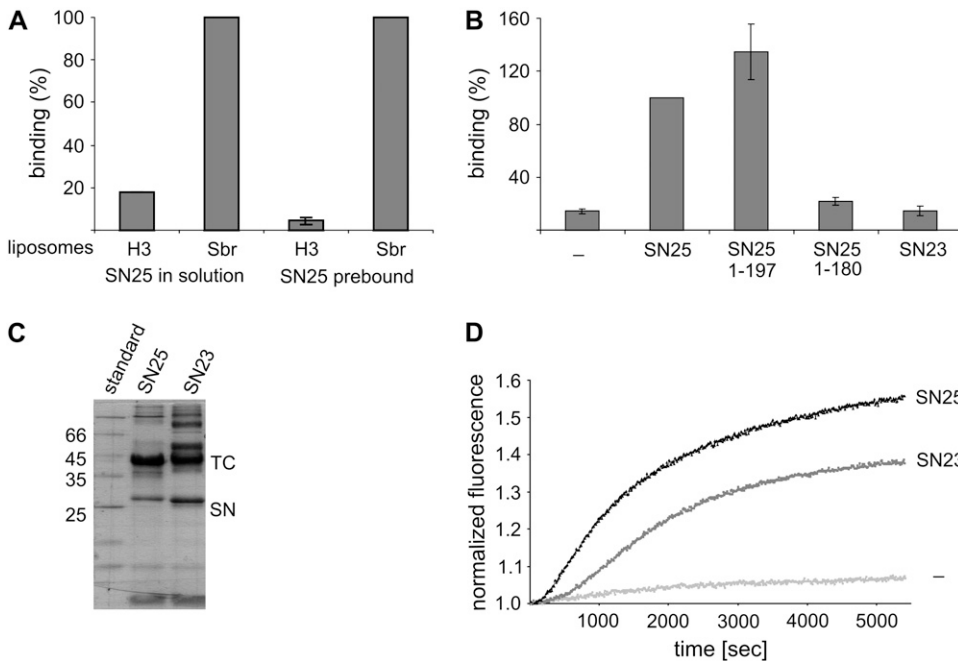 A
binding (%)
100
80
60
40
20
liposomes
H3
Sbr
H3
Sbr
SN25 in solution
SN25 prebound
B
binding (%)
160
120
80
40
–
SN25
SN25
1-197
SN25
1-180
SN23
C
standard
SN25
SN23
66
45
35
25
TC
SN
D
normalized fluorescence
1.6
1.5
1.4
1.3
1.2
1.1
1.0
1000
2000
3000
4000
5000
time [sec]
SN25
SN23
–